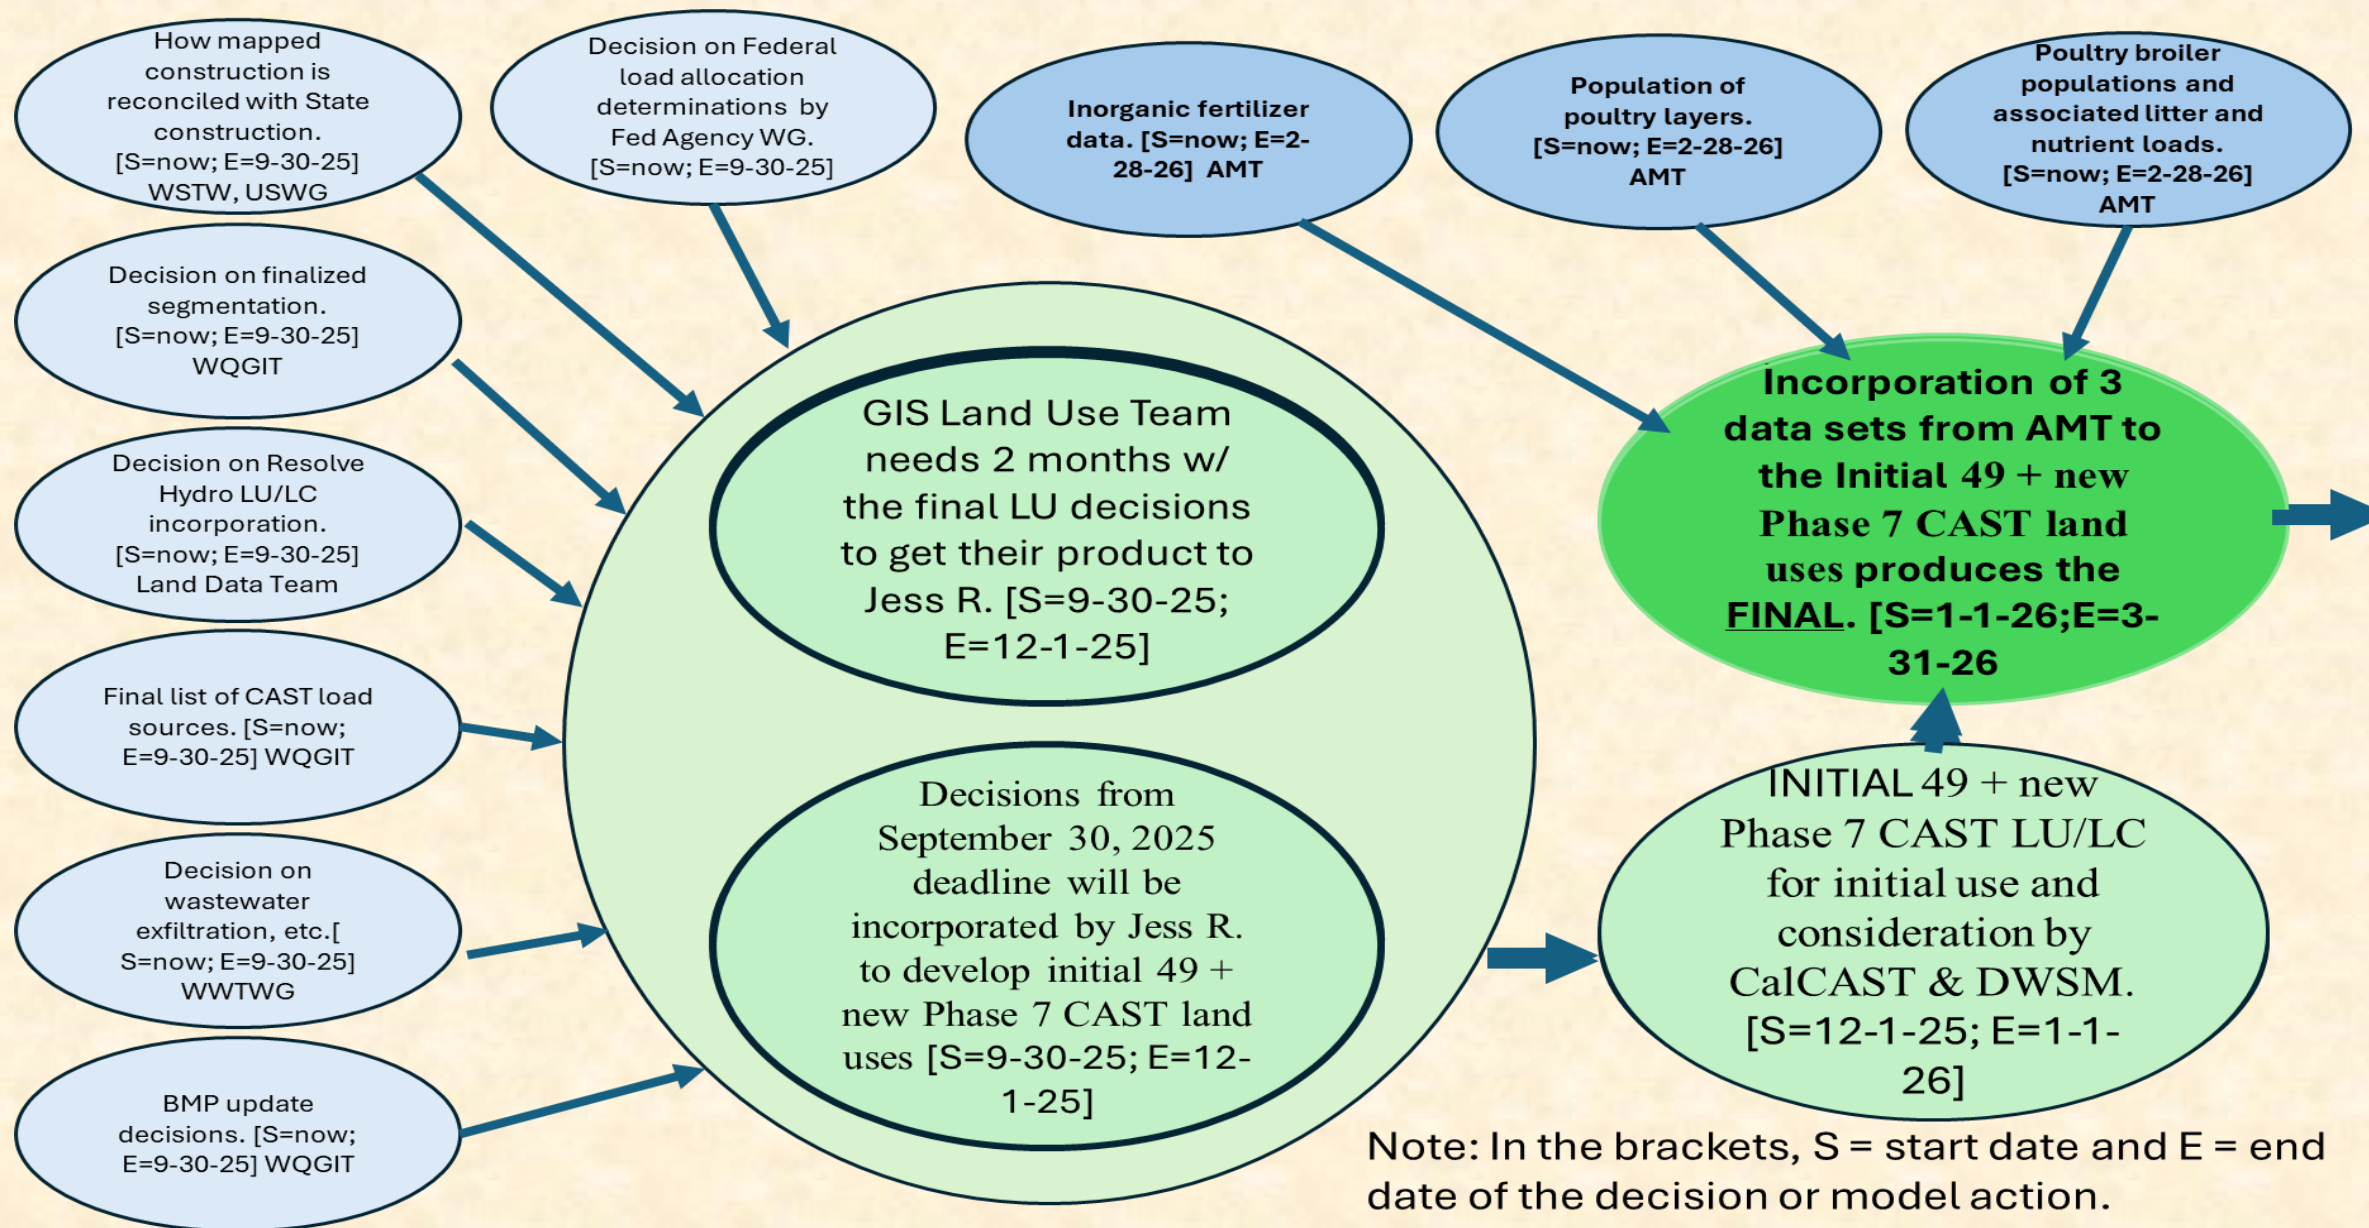 How mapped
construction is
reconciled with State
construction.
[S=now; E=9-30-25]
WSTW, USWG
Decision on Federal
load allocation
determinations by
Fed Agency WG.
[S=now; E=9-30-25]
Inorganic fertilizer
data. [S=now; E=2-
28-26] AMT
Population of
poultry layers.
[S=now; E=2-28-26]
AMT
Poultry broiler
populations and
associated litter and
nutrient loads.
[S=now; E=2-28-26]
AMT
Decision on finalized
segmentation.
[S=now; E=9-30-25]
WQGIT
Decision on Resolve
Hydro LU/LC
incorporation.
[S=now; E=9-30-25]
Land Data Team
Final list of CAST load
sources. [S=now;
E=9-30-25] WQGIT
Decision on
wastewater
exfiltration, etc.[
S=now; E=9-30-25]
WWTWG
BMP update
decisions. [S=now;
E=9-30-25] WQGIT
GIS Land Use Team
needs 2 months w/
the final LU decisions
to get their product to
Jess R. [S=9-30-25;
E=12-1-25]
Decisions from
September 30, 2025
deadline will be
incorporated by Jess R.
to develop initial 49 +
new Phase 7 CAST land
uses [S=9-30-25; E=12-
1-25]
Incorporation of 3
data sets from AMT to
the Initial 49 + new
Phase 7 CAST land
uses produces the
FINAL. [S=1-1-26;E=3-
31-26
INITIAL 49 + new
Phase 7 CAST LU/LC
for initial use and
consideration by
CalCAST & DWSM.
[S=12-1-25; E=1-1-
26]
Note: In the brackets, S = start date and E = end
date of the decision or model action.